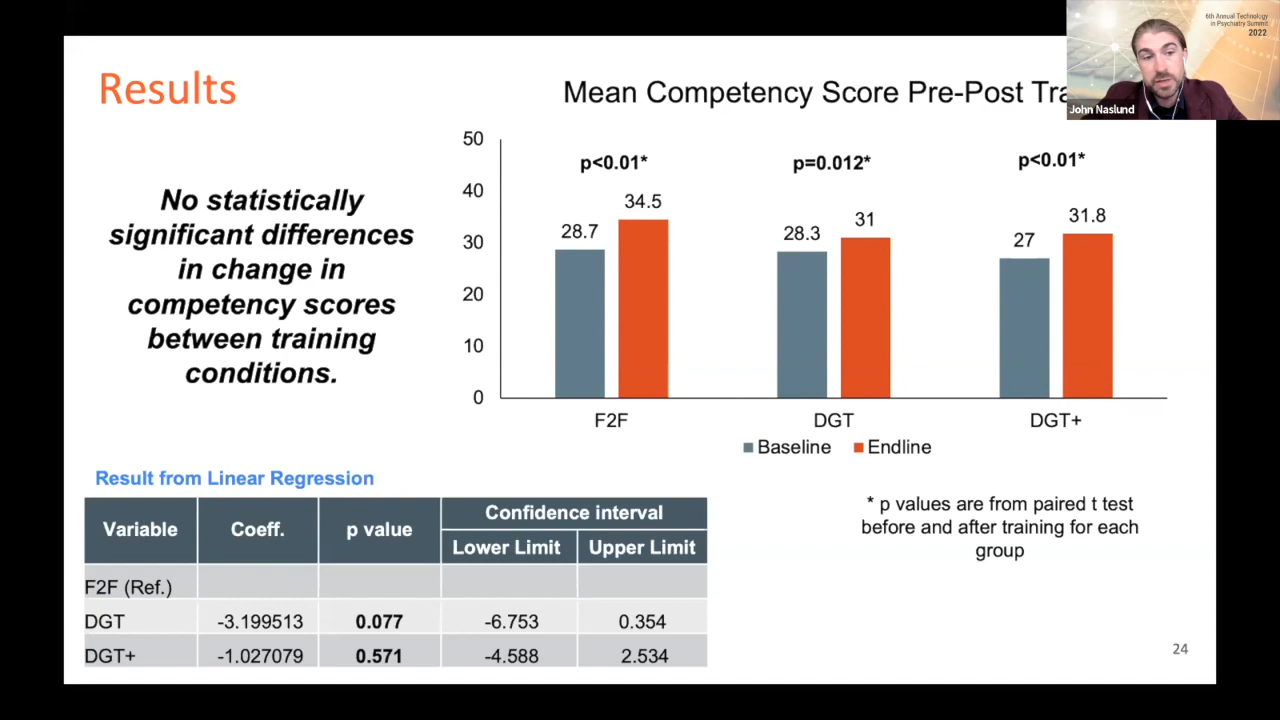 Results
Mean Competency Score Pre-Post
6th Annual Technology
in Psychiatry Summit
2022
John Naslund
No statistically
significant differences
in change in
competency scores
between training
conditions.
50
40
30
20
10
0
p<0.01*
p=0.012*
p<0.01*
28.7
34.5
28.3
31
27
31.8
F2F
DGT
DGT+
Baseline
Endline
Result from Linear Regression
Variable Coeff. p value Confidence interval
Lower Limit Upper Limit
F2F (Ref.)
DGT -3.199513 0.077 -6.753 0.354
DGT+ -1.027079 0.571 -4.588 2.534
* p values are from paired t test
before and after training for each
group
24